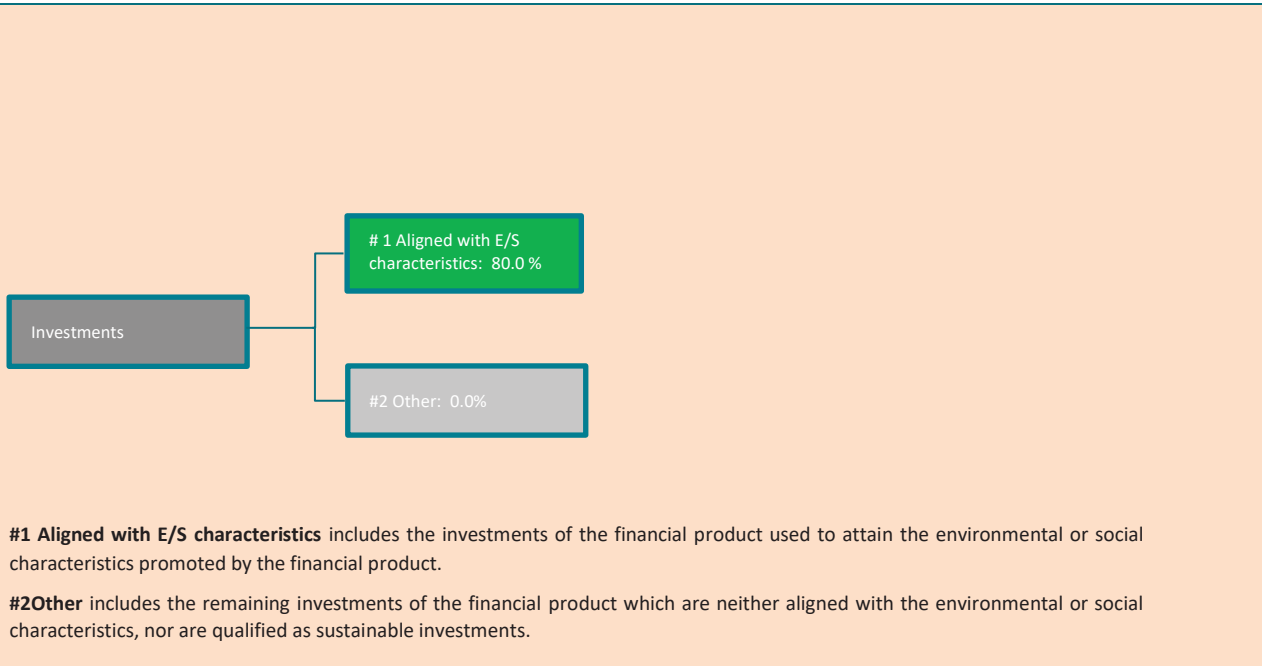 # 1 Aligned with E/S
characteristics: 80.0 %
Investments
#2 Other: 0.0%
#1 Aligned with E/S characteristics includes the investments of the financial product used to attain the environmental or social
characteristics promoted by the financial product.
#2Other includes the remaining investments of the financial product which are neither aligned with the environmental or social
characteristics, nor are qualified as sustainable investments.